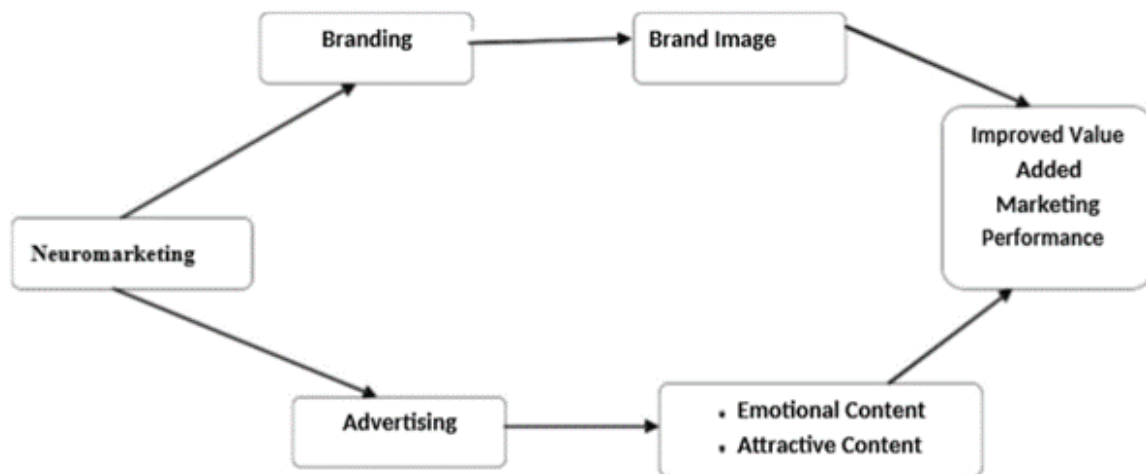 Branding
Brand Image
Improved Value
Added
Marketing
Performance
Neuromarketing
Advertising
• Emotional Content
• Attractive Content